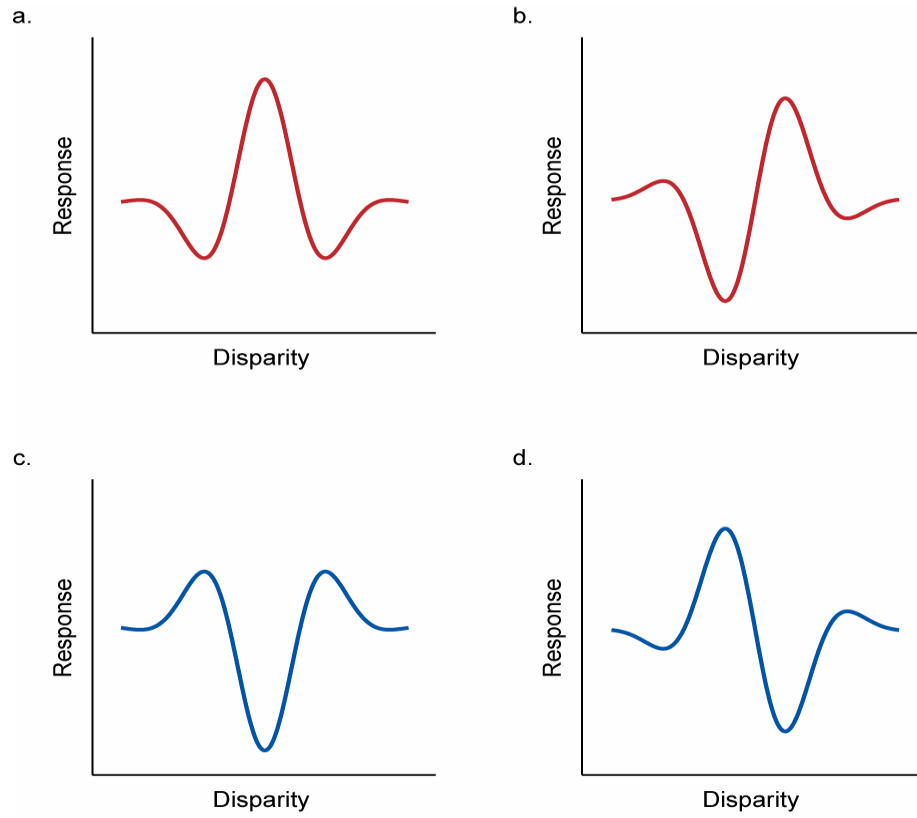 a.
b.
Response
Response
Disparity
Disparity
c.
d.
Response
Response
Disparity
Disparity